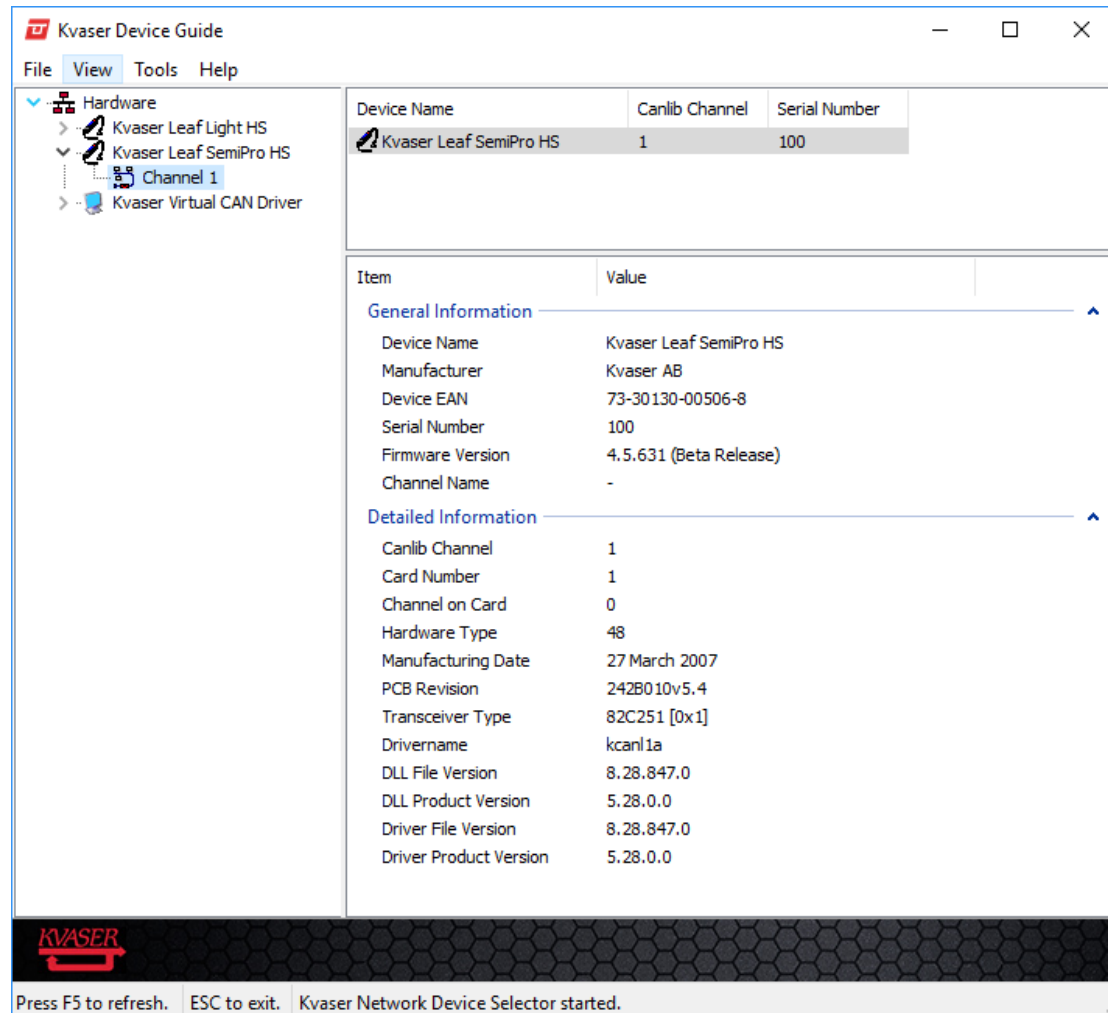 Kvaser Device Guide
File View Tools Help
Hardware
Kvaser Leaf Light HS
Kvaser Leaf SemiPro HS
Channel 1
Kvaser Virtual CAN Driver
Device Name Canlib Channel Serial Number
Kvaser Leaf SemiPro HS 1 100
Item Value
General Information
Device Name Kvaser Leaf SemiPro HS
Manufacturer Kvaser AB
Device EAN 73-30130-00506-8
Serial Number 100
Firmware Version 4.5.631 (Beta Release)
Channel Name -
Detailed Information
Canlib Channel 1
Card Number 1
Channel on Card 0
Hardware Type 48
Manufacturing Date 27 March 2007
PCB Revision 242B010v5.4
Transceiver Type 82C251 [0x1]
Drivername kcanl1a
DLL File Version 8.28.847.0
DLL Product Version 5.28.0.0
Driver File Version 8.28.847.0
Driver Product Version 5.28.0.0
KVASER
Press F5 to refresh. ESC to exit. Kvaser Network Device Selector started.